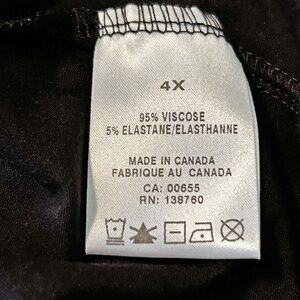 4X
95% VISCOSE
5% ELASTANE/ELASTHANNE
MADE IN CANADA
FABRIQUE AU CANADA
CA: 00655
RN: 138760